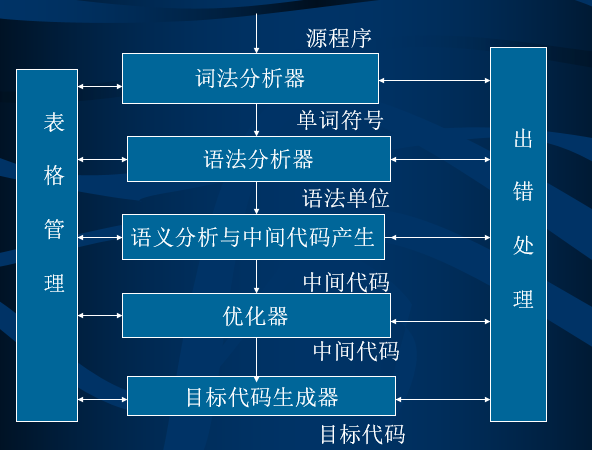 源程序
词法分析器
单词符号
语法分析器
语法单位
语义分析与中间代码产生
中间代码
优化器
中间代码
目标代码生成器
目标代码
表格管理
出错处理